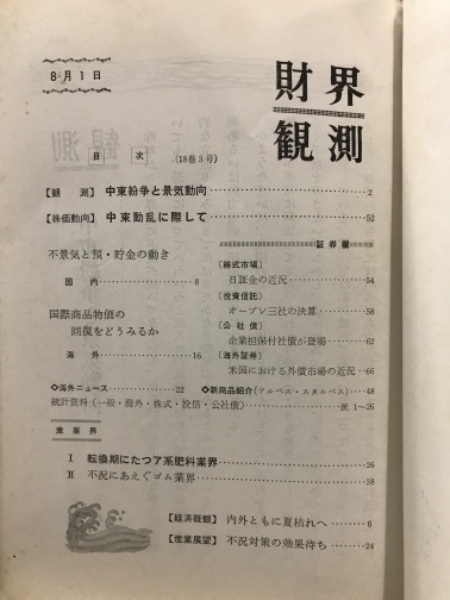 8月1日
財界
観測
目次
(18巻3号)
【観測】 中東紛争と景気動向………………2
【株価動向】 中東動乱に際して………………52
不景気と預・貯金の動き
国内………………8
国際商品物価の
回復をどうみるか
海外………………16
証券欄
〔株式市場〕
日証金の近況………………54
〔投資信託〕
オープン三社の決算………………58
〔公社債〕
企業担保付社債が登場………………62
〔海外証券〕
米国における外債市場の近況…66
◇海外ニュース………………22
◇新商品紹介(アルペス・スタルペス)……48
統計資料(一般・海外・株式・投信・公社債)………………1〜26
産業界
I 転換期にたつア系肥料業界………………26
II 不況にあえぐゴム業界………………38
【経済概観】 内外ともに夏枯れへ………6
【産業展望】 不況対策の効果待ち………24